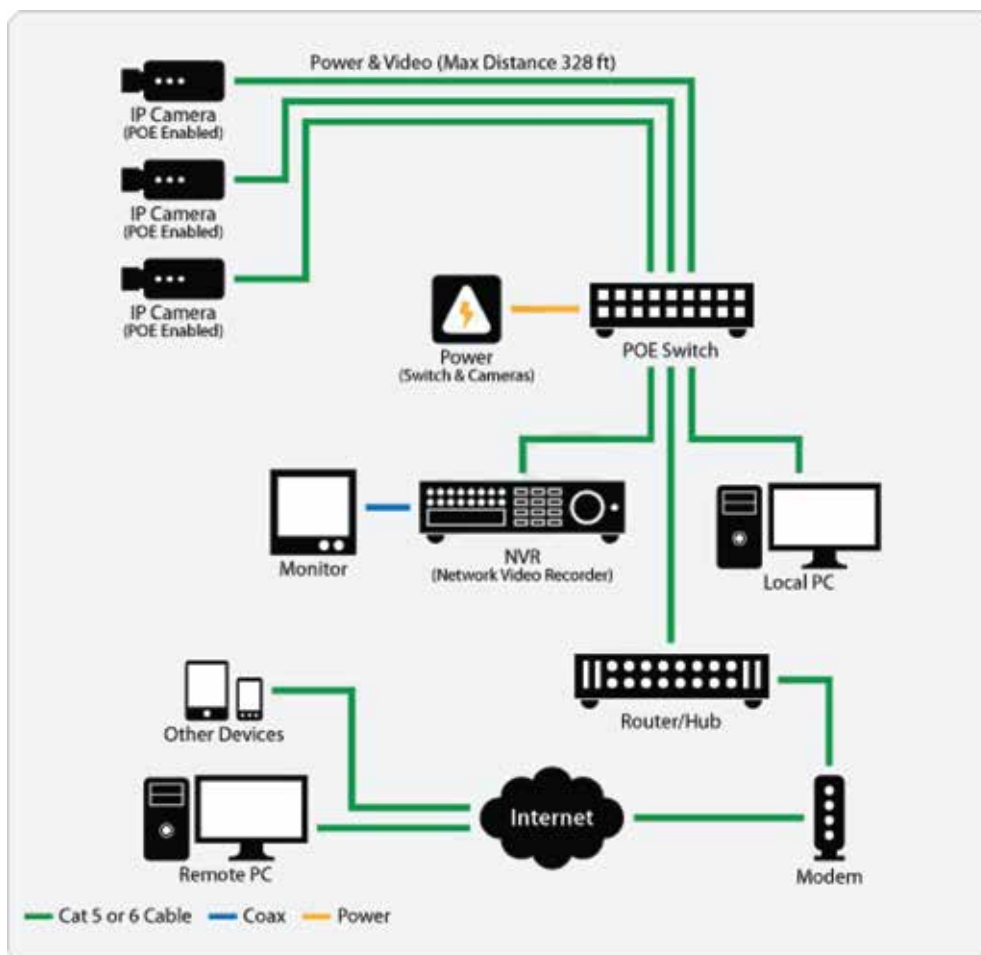 Power & Video (Max Distance 328 ft)
IP Camera
(POE Enabled)
IP Camera
(POE Enabled)
IP Camera
(POE Enabled)
Power
(Switch & Cameras)
POE Switch
Monitor
NVR
(Network Video Recorder)
Local PC
Other Devices
Router/Hub
Internet
Remote PC
Modem
Cat 5 or 6 Cable
Coax
Power